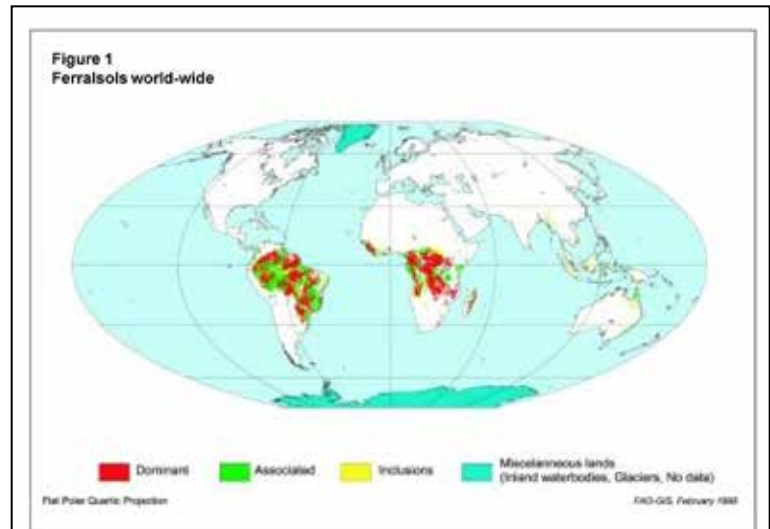 Figure 1
Ferralsols world-wide
Dominant
Associated
Inclusions
Miscelanneous lands
(Inland waterbodies, Glaciers, No data)
Flat Polar Quartic Projection
FAO-GIS, February 1998